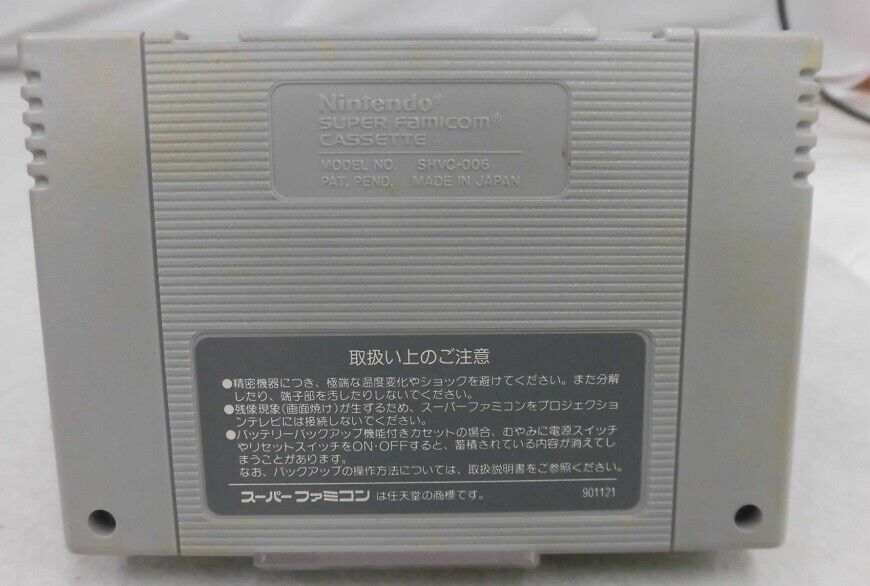 Nintendo®
SUPER FAMICOM®
CASSETTE
MODEL NO. SHVC-006
PAT. PEND. MADE IN JAPAN
取扱い上のご注意
●精密機器につき、極端な温度変化やショックを避けてください。また分解
したり、端子部を汚したりしないでください。
●残像現象(画面焼け)が生ずるため、スーパーファミコンをプロジェクショ
ンテレビには接続しないでください。
●バッテリーバックアップ機能付きカセットの場合、むやみに電源スイッチ
やリセットスイッチをON·OFFすると、蓄積されている内容が消えてし
まうことがあります。
なお、バックアップの操作方法については、取扱説明書をご参照ください。
スーパーファミコン は任天堂の商標です。 901121